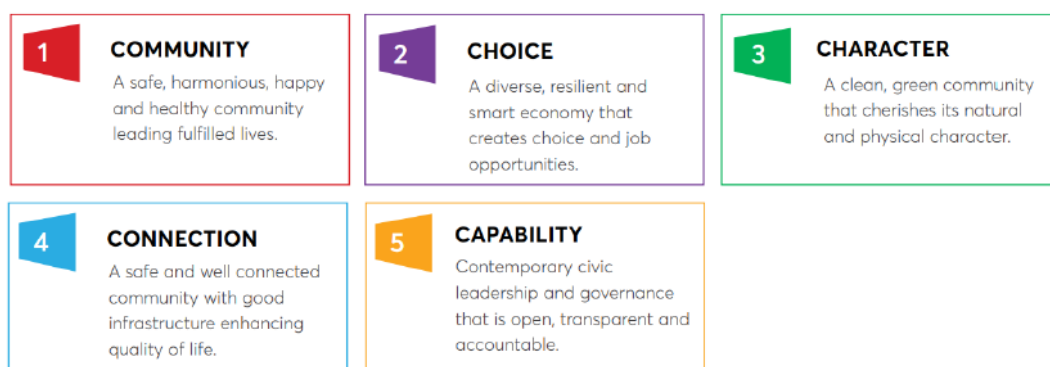 1
COMMUNITY
A safe, harmonious, happy
and healthy community
leading fulfilled lives.
2
CHOICE
A diverse, resilient and
smart economy that
creates choice and job
opportunities.
3
CHARACTER
A clean, green community
that cherishes its natural
and physical character.
4
CONNECTION
A safe and well connected
community with good
infrastructure enhancing
quality of life.
5
CAPABILITY
Contemporary civic
leadership and governance
that is open, transparent and
accountable.